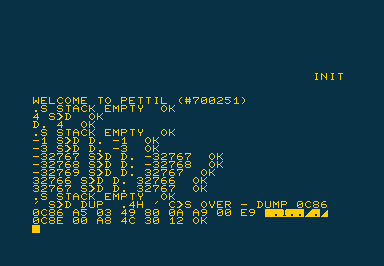 INIT
WELCOME TO PETTIL (#700251)
.S STACK EMPTY  OK
4 S>D  OK
D. 4  OK
.S STACK EMPTY  OK
-1 S>D D. -1  OK
-3 S>D D. -3  OK
-32767 S>D D. -32767  OK
-32768 S>D D. -32768  OK
-32769 S>D D. 32767  OK
32766 S>D D. 32766  OK
32767 S>D D. 32767  OK
.S STACK EMPTY  OK
' S>D DUP  .4H ' C>S OVER - DUMP 0C86
0C86 A5 03 49 80 0A A9 00 E9
0C8E 00 A8 4C 30 12 OK